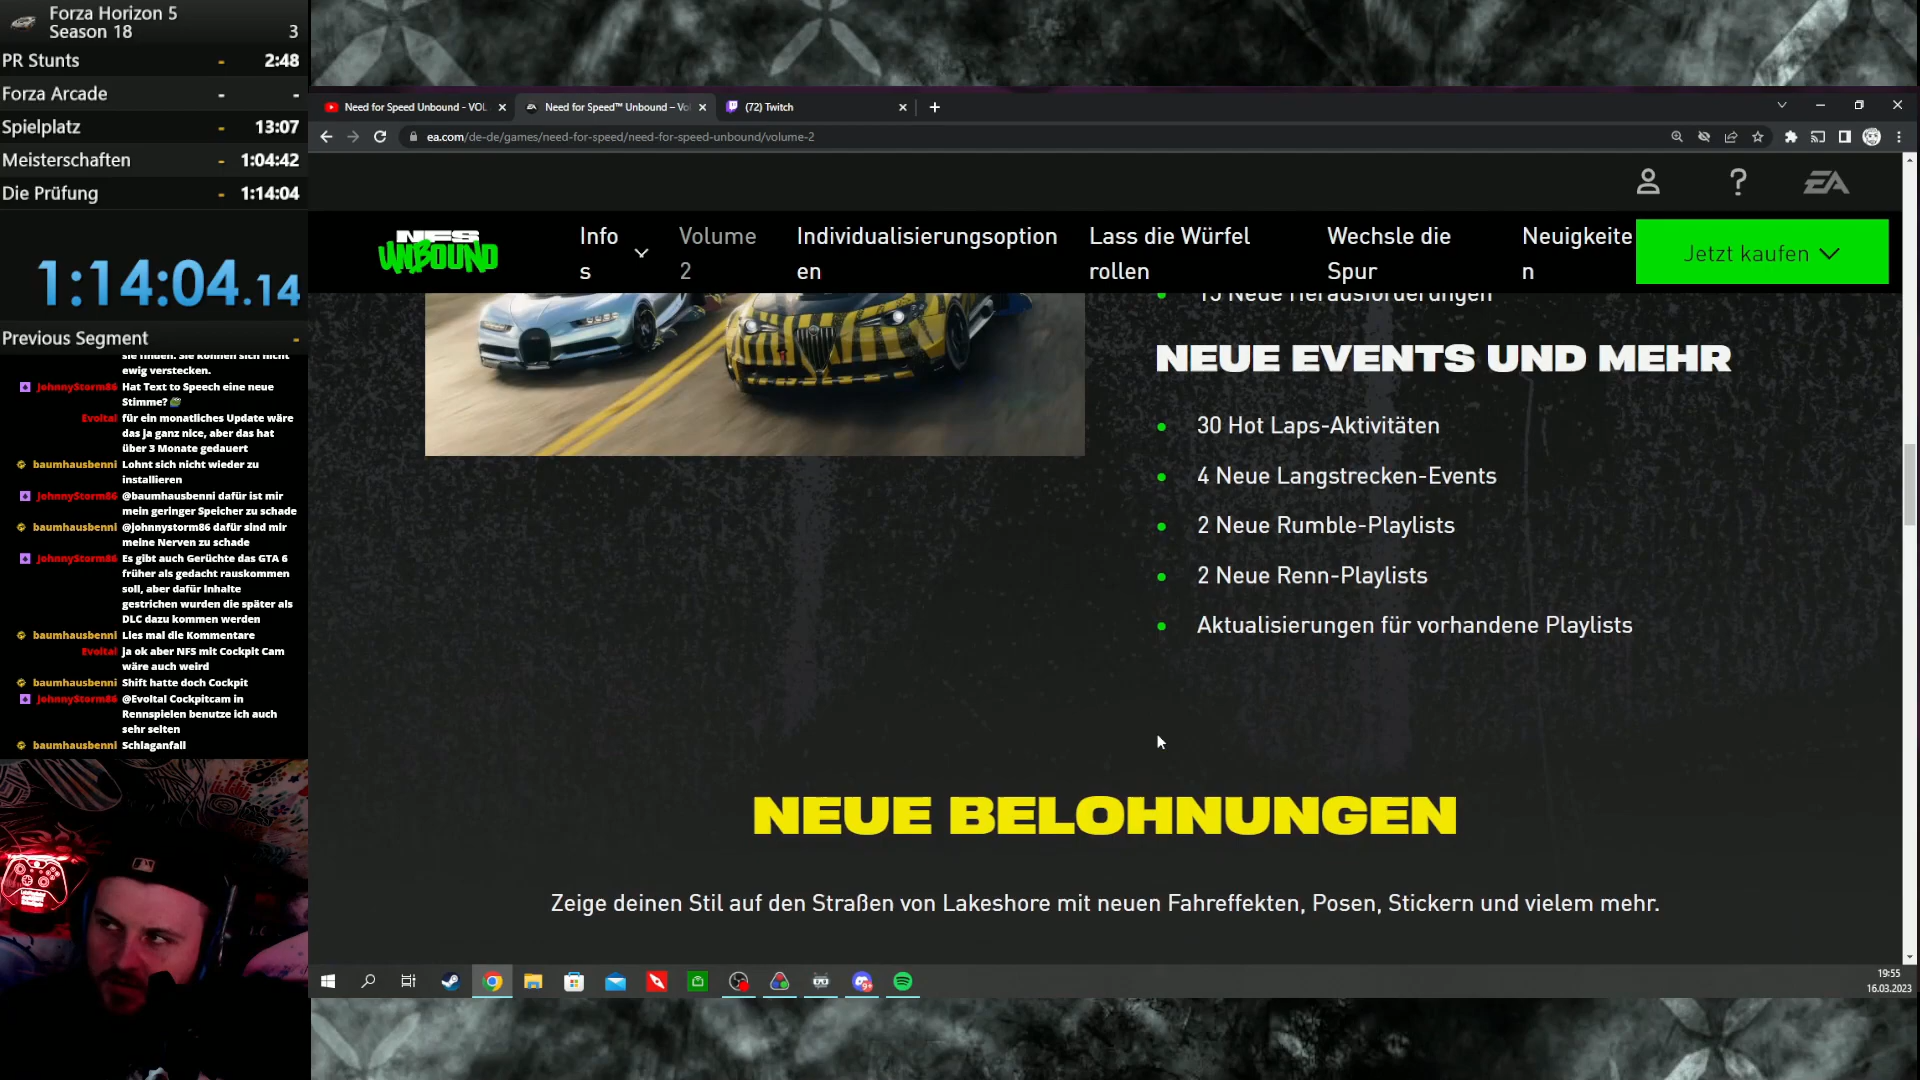 Forza Horizon 5
Season 18
3
PR Stunts - 2:48
Forza Arcade - -
Spielplatz - 13:07
Meisterschaften - 1:04:42
Die Prüfung - 1:14:04
1:14:04.14
Previous Segment -
sie finden. Sie können sich nicht
ewig verstecken.
JohnnyStorm86 Hat Text to Speech eine neue
Stimme?
Evoltal für ein monatliches Update wäre
das ja ganz nice, aber das hat
über 3 Monate gedauert
baumhausbenni Lohnt sich nicht wieder zu
installieren
JohnnyStorm86 @baumhausbenni dafür ist mir
mein geringer Speicher zu schade
baumhausbenni @johnnystorm86 dafür sind mir
meine Nerven zu schade
JohnnyStorm86 Es gibt auch Gerüchte das GTA 6
früher als gedacht rauskommen
soll, aber dafür Inhalte
gestrichen wurden die später als
DLC dazu kommen werden
baumhausbenni Lies mal die Kommentare
Evoltal ja ok aber NFS mit Cockpit Cam
wäre auch weird
baumhausbenni Shift hatte doch Cockpit
JohnnyStorm86 @Evoltal Cockpitcam in
Rennspielen benutze ich auch
sehr selten
baumhausbenni Schlaganfall
Need for Speed Unbound - VOL
Need for Speed™ Unbound – Vol
(72) Twitch
ea.com/de-de/games/need-for-speed/need-for-speed-unbound/volume-2
EA
NFS
UNBOUND
Info
s
Volume
2
Individualisierungsoption
en
Lass die Würfel
rollen
Wechsle die
Spur
Neuigkeite
n
Jetzt kaufen
15 Neue Herausforderungen
NEUE EVENTS UND MEHR
30 Hot Laps-Aktivitäten
4 Neue Langstrecken-Events
2 Neue Rumble-Playlists
2 Neue Renn-Playlists
Aktualisierungen für vorhandene Playlists
NEUE BELOHNUNGEN
Zeige deinen Stil auf den Straßen von Lakeshore mit neuen Fahreffekten, Posen, Stickern und vielem mehr.
9+
19:55
16.03.2023